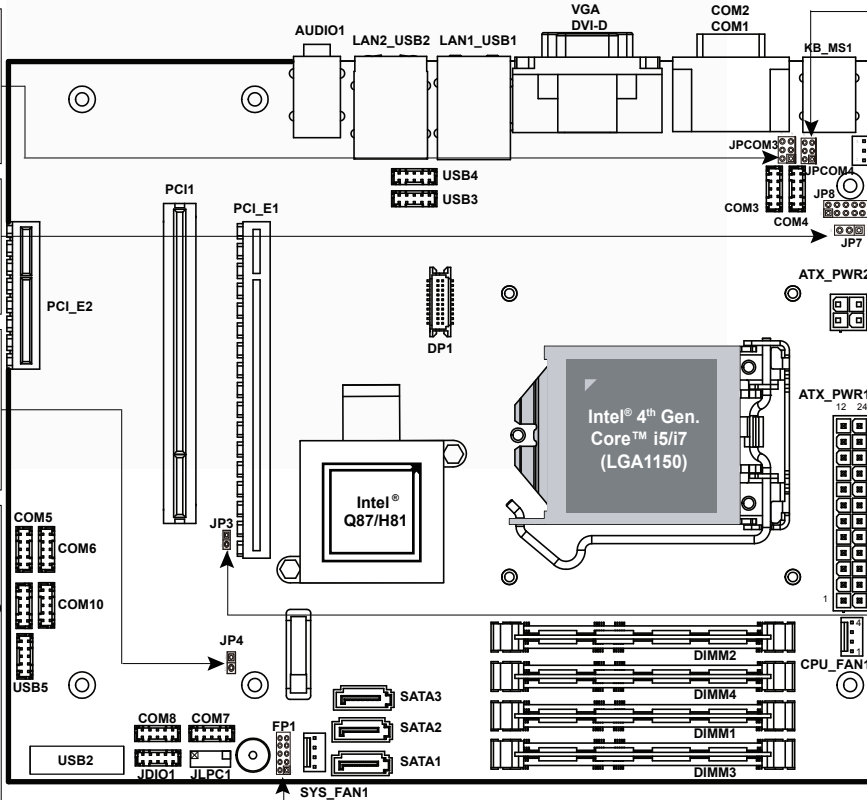 VGA
DVI-D
COM2
COM1
AUDIO1
LAN2_USB2
LAN1_USB1
KB_MS1
JPCOM3
JPCOM4
USB4
USB3
PCI1
PCI_E1
COM3
COM4
JP8
JP7
ATX_PWR2
PCI_E2
DP1
ATX_PWR1
12 24
Intel® 4th Gen.
Core™ i5/i7
(LGA1150)
Intel®
Q87/H81
COM5
COM6
JP3
COM10
1
4
1
CPU_FAN1
JP4
DIMM2
USB5
DIMM4
SATA3
COM8
COM7
FP1
SATA2
DIMM1
USB2
JDIO1
JLPC1
SATA1
DIMM3
SYS_FAN1